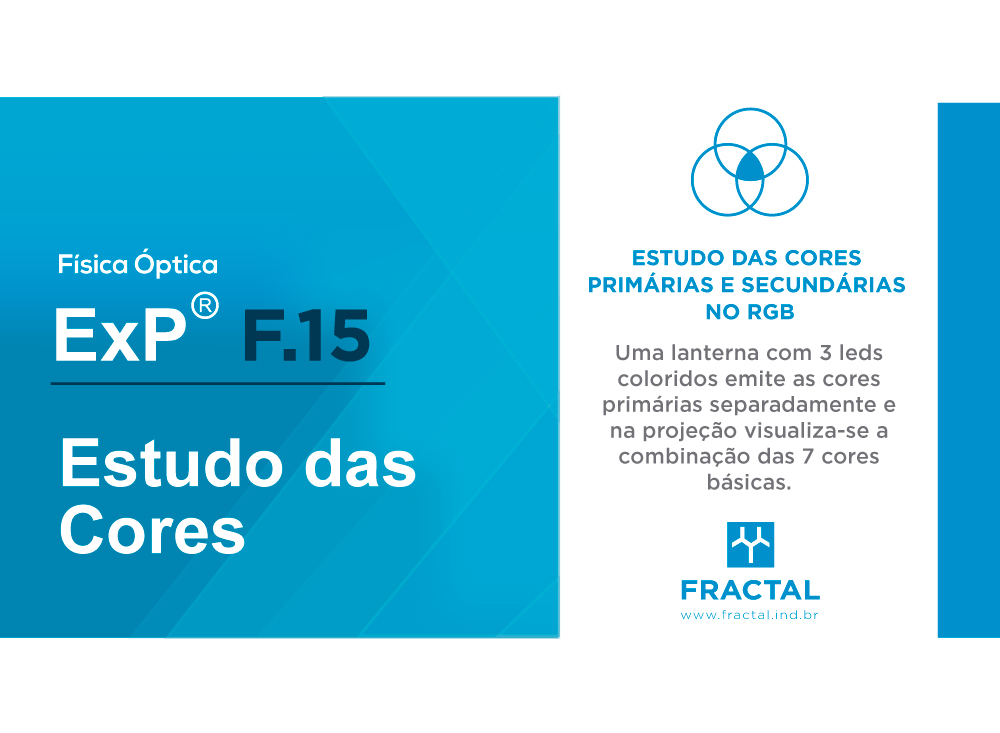 Física Óptica
ExP® F.15
Estudo das
Cores
ESTUDO DAS CORES
PRIMÁRIAS E SECUNDÁRIAS
NO RGB
Uma lanterna com 3 leds
coloridos emite as cores
primárias separadamente e
na projeção visualiza-se a
combinação das 7 cores
básicas.
FRACTAL
www.fractal.ind.br